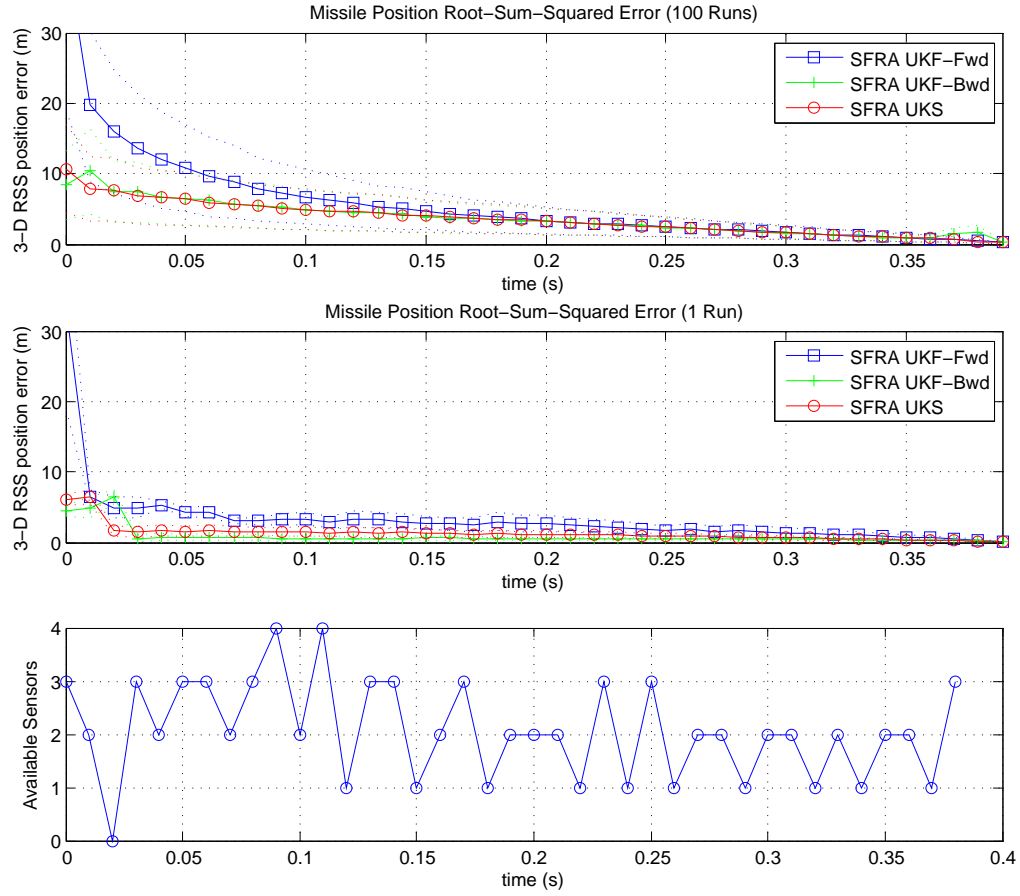 Missile Position Root−Sum−Squared Error (100 Runs)
3−D RSS position error (m)
30
20
10
0
SFRA UKF−Fwd
SFRA UKF−Bwd
SFRA UKS
0 0.05 0.1 0.15 0.2 0.25 0.3 0.35
time (s)
Missile Position Root−Sum−Squared Error (1 Run)
3−D RSS position error (m)
30
20
10
0
SFRA UKF−Fwd
SFRA UKF−Bwd
SFRA UKS
0 0.05 0.1 0.15 0.2 0.25 0.3 0.35
time (s)
Available Sensors
4
3
2
1
0
0 0.05 0.1 0.15 0.2 0.25 0.3 0.35 0.4
time (s)